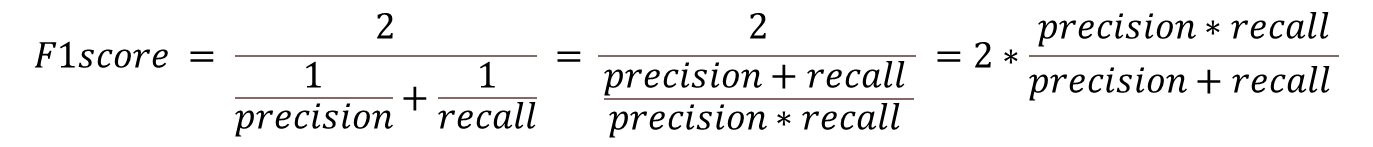 F1score = 2 / (1/precision + 1/recall) = 2 / ((precision + recall)/(precision * recall)) = 2 * (precision * recall)/(precision + recall)